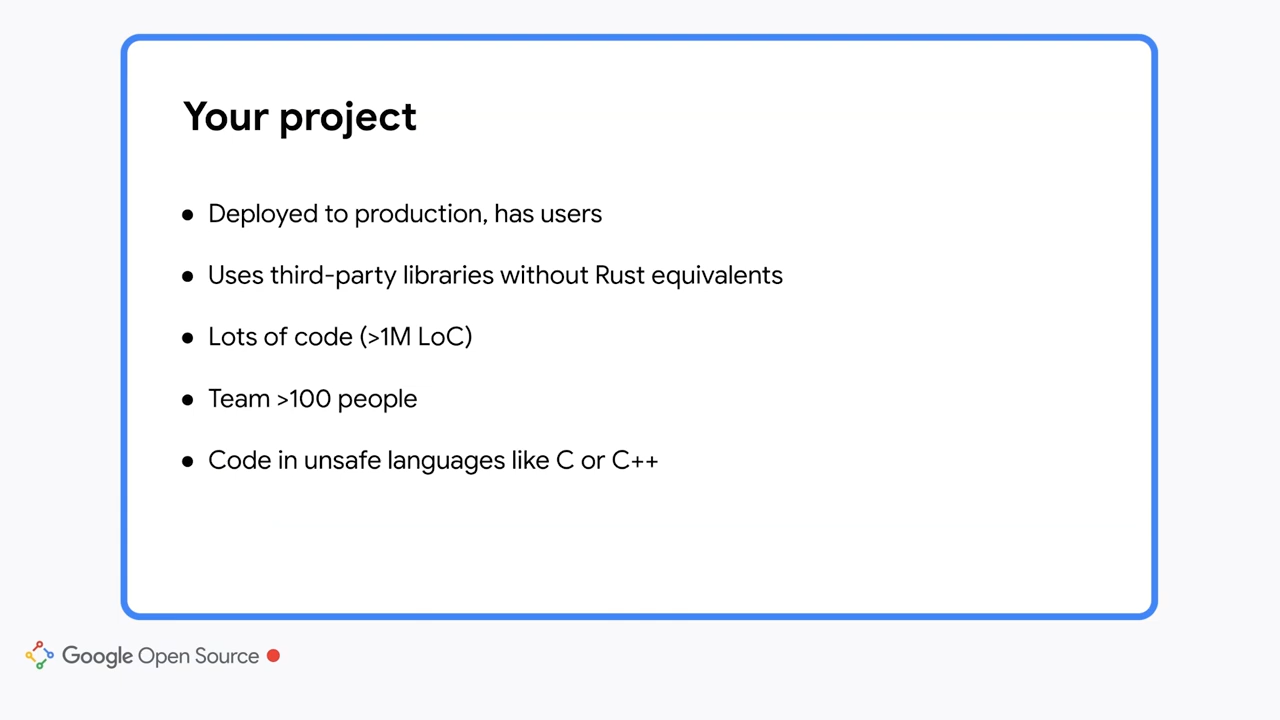 Your project
● Deployed to production, has users
● Uses third-party libraries without Rust equivalents
● Lots of code (>1M LoC)
● Team >100 people
● Code in unsafe languages like C or C++
Google Open Source